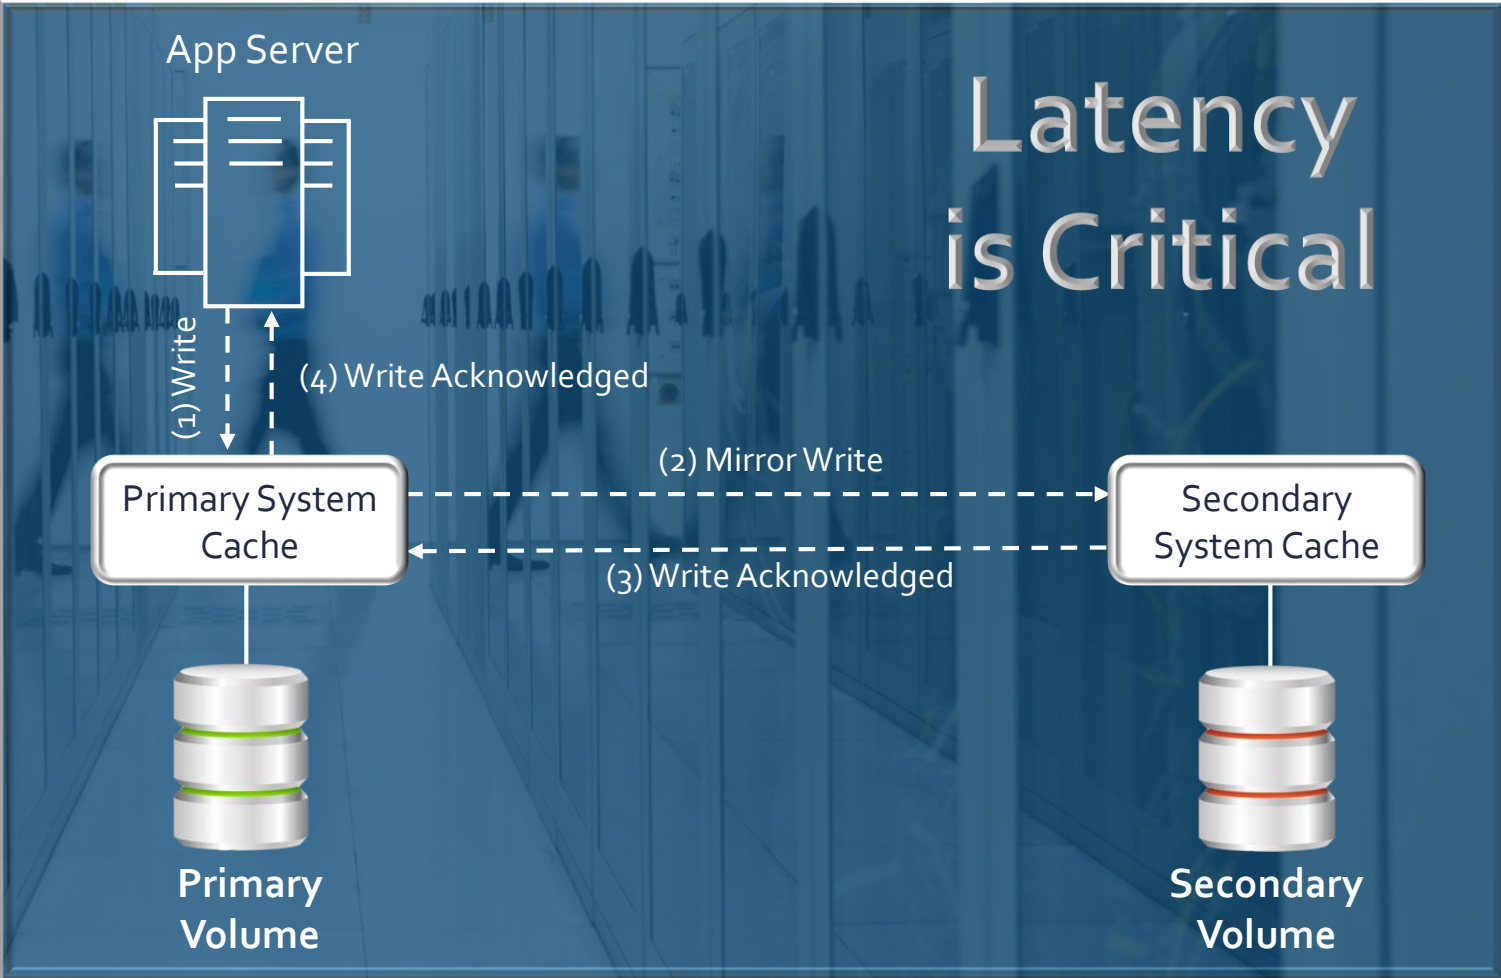 App Server
Latency
is Critical
(1) Write
(4) Write Acknowledged
(2) Mirror Write
Primary System
Cache
Secondary
System Cache
(3) Write Acknowledged
Primary
Volume
Secondary
Volume